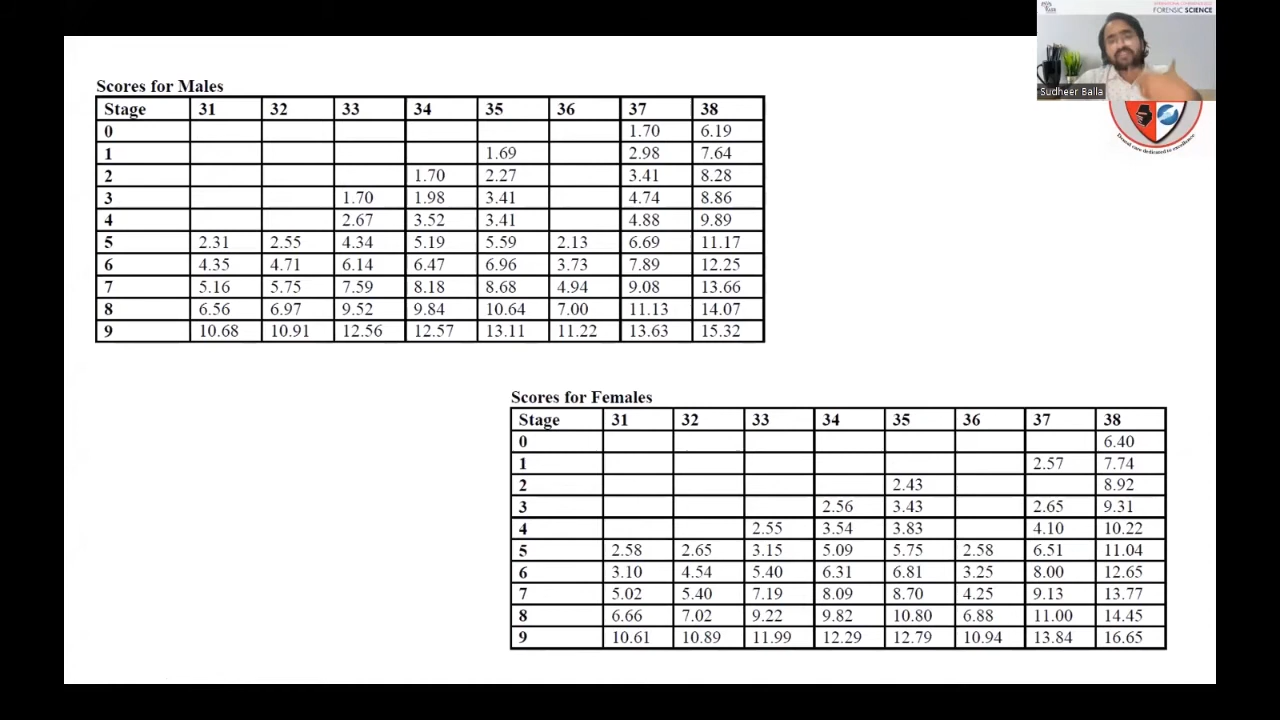 FORENSIC SCIENCE
Sudheer Balla
Dental care dedicated to excellence
Scores for Males
Stage 31 32 33 34 35 36 37 38
0 1.70 6.19
1 1.69 2.98 7.64
2 1.70 2.27 3.41 8.28
3 1.70 1.98 3.41 4.74 8.86
4 2.67 3.52 3.41 4.88 9.89
5 2.31 2.55 4.34 5.19 5.59 2.13 6.69 11.17
6 4.35 4.71 6.14 6.47 6.96 3.73 7.89 12.25
7 5.16 5.75 7.59 8.18 8.68 4.94 9.08 13.66
8 6.56 6.97 9.52 9.84 10.64 7.00 11.13 14.07
9 10.68 10.91 12.56 12.57 13.11 11.22 13.63 15.32
Scores for Females
Stage 31 32 33 34 35 36 37 38
0 6.40
1 2.57 7.74
2 2.43 8.92
3 2.56 3.43 2.65 9.31
4 2.55 3.54 3.83 4.10 10.22
5 2.58 2.65 3.15 5.09 5.75 2.58 6.51 11.04
6 3.10 4.54 5.40 6.31 6.81 3.25 8.00 12.65
7 5.02 5.40 7.19 8.09 8.70 4.25 9.13 13.77
8 6.66 7.02 9.22 9.82 10.80 6.88 11.00 14.45
9 10.61 10.89 11.99 12.29 12.79 10.94 13.84 16.65